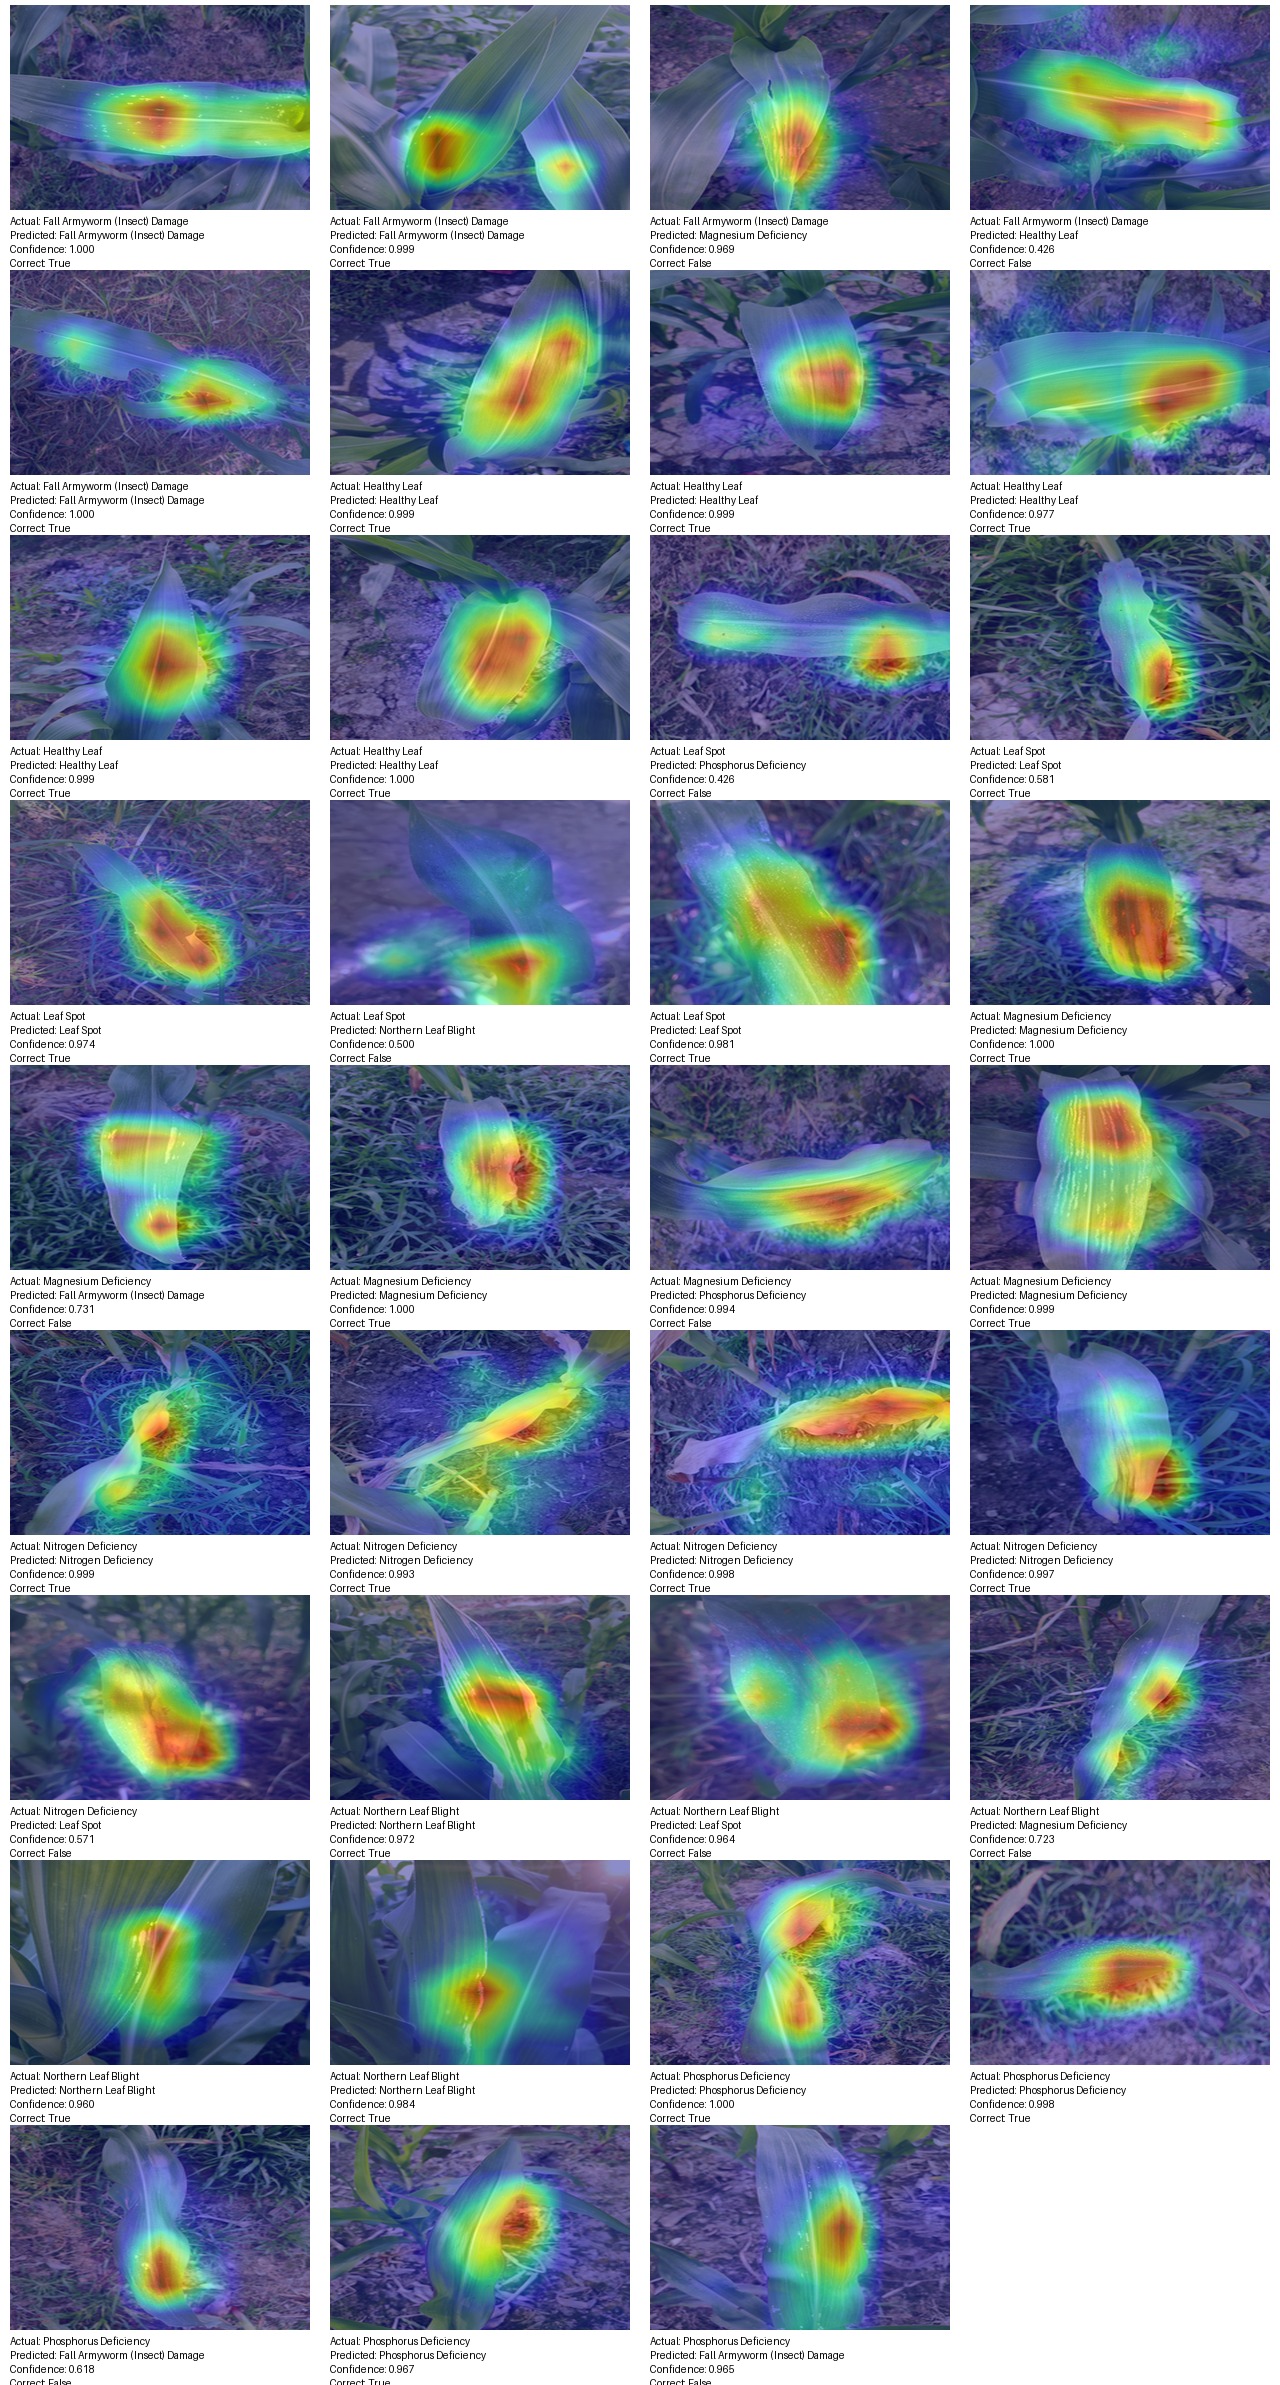 Actual: Fall Armyworm (Insect) Damage
Predicted: Fall Armyworm (Insect) Damage
Confidence: 1.000
Correct: True
Actual: Fall Armyworm (Insect) Damage
Predicted: Fall Armyworm (Insect) Damage
Confidence: 0.999
Correct: True
Actual: Fall Armyworm (Insect) Damage
Predicted: Magnesium Deficiency
Confidence: 0.969
Correct: False
Actual: Fall Armyworm (Insect) Damage
Predicted: Healthy Leaf
Confidence: 0.426
Correct: False
Actual: Fall Armyworm (Insect) Damage
Predicted: Fall Armyworm (Insect) Damage
Confidence: 1.000
Correct: True
Actual: Healthy Leaf
Predicted: Healthy Leaf
Confidence: 0.999
Correct: True
Actual: Healthy Leaf
Predicted: Healthy Leaf
Confidence: 0.999
Correct: True
Actual: Healthy Leaf
Predicted: Healthy Leaf
Confidence: 0.977
Correct: True
Actual: Healthy Leaf
Predicted: Healthy Leaf
Confidence: 0.999
Correct: True
Actual: Healthy Leaf
Predicted: Healthy Leaf
Confidence: 1.000
Correct: True
Actual: Leaf Spot
Predicted: Phosphorus Deficiency
Confidence: 0.426
Correct: False
Actual: Leaf Spot
Predicted: Leaf Spot
Confidence: 0.581
Correct: True
Actual: Leaf Spot
Predicted: Leaf Spot
Confidence: 0.974
Correct: True
Actual: Leaf Spot
Predicted: Northern Leaf Blight
Confidence: 0.500
Correct: False
Actual: Leaf Spot
Predicted: Leaf Spot
Confidence: 0.981
Correct: True
Actual: Magnesium Deficiency
Predicted: Magnesium Deficiency
Confidence: 1.000
Correct: True
Actual: Magnesium Deficiency
Predicted: Fall Armyworm (Insect) Damage
Confidence: 0.731
Correct: False
Actual: Magnesium Deficiency
Predicted: Magnesium Deficiency
Confidence: 1.000
Correct: True
Actual: Magnesium Deficiency
Predicted: Phosphorus Deficiency
Confidence: 0.994
Correct: False
Actual: Magnesium Deficiency
Predicted: Magnesium Deficiency
Confidence: 0.999
Correct: True
Actual: Nitrogen Deficiency
Predicted: Nitrogen Deficiency
Confidence: 0.999
Correct: True
Actual: Nitrogen Deficiency
Predicted: Nitrogen Deficiency
Confidence: 0.993
Correct: True
Actual: Nitrogen Deficiency
Predicted: Nitrogen Deficiency
Confidence: 0.998
Correct: True
Actual: Nitrogen Deficiency
Predicted: Nitrogen Deficiency
Confidence: 0.997
Correct: True
Actual: Nitrogen Deficiency
Predicted: Leaf Spot
Confidence: 0.571
Correct: False
Actual: Northern Leaf Blight
Predicted: Northern Leaf Blight
Confidence: 0.972
Correct: True
Actual: Northern Leaf Blight
Predicted: Leaf Spot
Confidence: 0.964
Correct: False
Actual: Northern Leaf Blight
Predicted: Magnesium Deficiency
Confidence: 0.723
Correct: False
Actual: Northern Leaf Blight
Predicted: Northern Leaf Blight
Confidence: 0.960
Correct: True
Actual: Northern Leaf Blight
Predicted: Northern Leaf Blight
Confidence: 0.984
Correct: True
Actual: Phosphorus Deficiency
Predicted: Phosphorus Deficiency
Confidence: 1.000
Correct: True
Actual: Phosphorus Deficiency
Predicted: Phosphorus Deficiency
Confidence: 0.998
Correct: True
Actual: Phosphorus Deficiency
Predicted: Fall Armyworm (Insect) Damage
Confidence: 0.618
Correct: False
Actual: Phosphorus Deficiency
Predicted: Phosphorus Deficiency
Confidence: 0.967
Correct: True
Actual: Phosphorus Deficiency
Predicted: Fall Armyworm (Insect) Damage
Confidence: 0.965
Correct: False